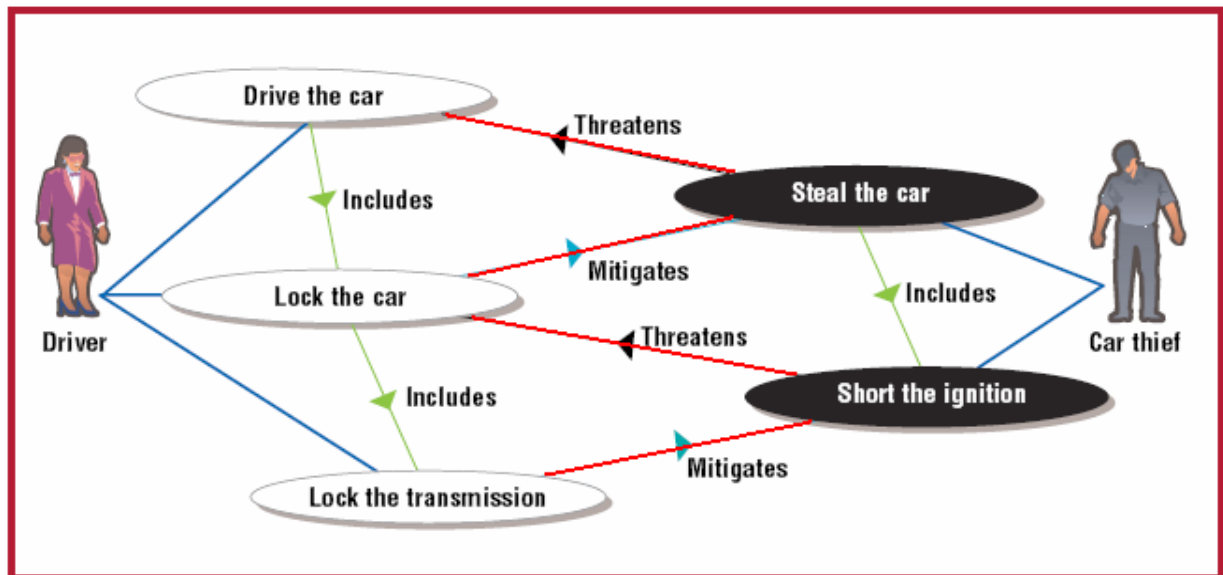 Drive the car
Threatens
Steal the car
Includes
Mitigates
Lock the car
Includes
Driver
Threatens
Car thief
Short the ignition
Includes
Mitigates
Lock the transmission